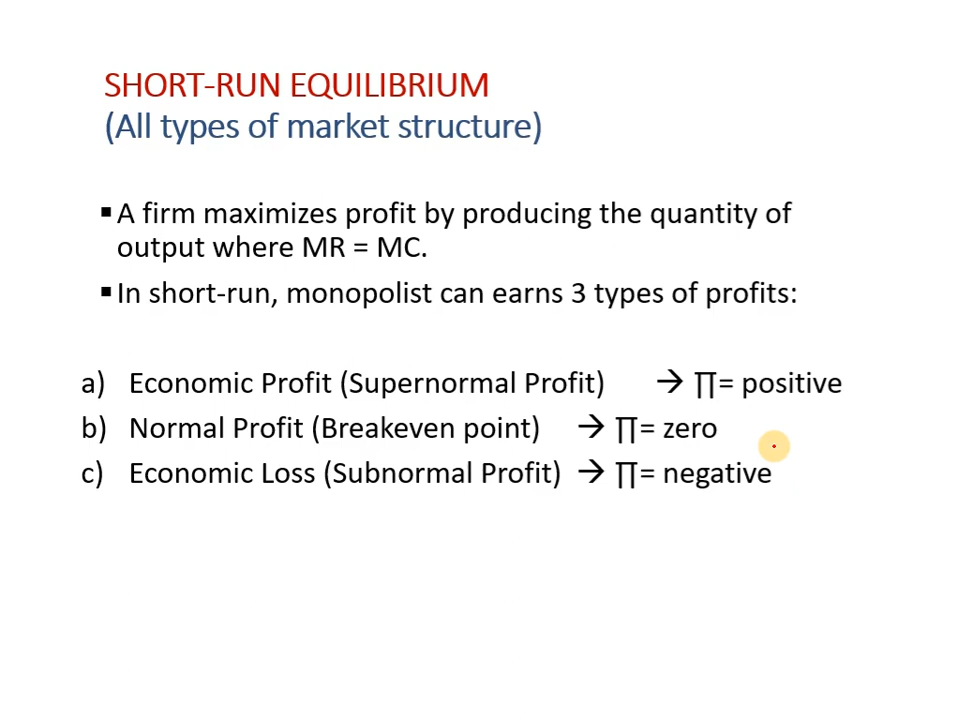 SHORT-RUN EQUILIBRIUM
(All types of market structure)
▪ A firm maximizes profit by producing the quantity of
output where MR = MC.
▪ In short-run, monopolist can earns 3 types of profits:
a) Economic Profit (Supernormal Profit) → ∏= positive
b) Normal Profit (Breakeven point) → ∏= zero
c) Economic Loss (Subnormal Profit) → ∏= negative